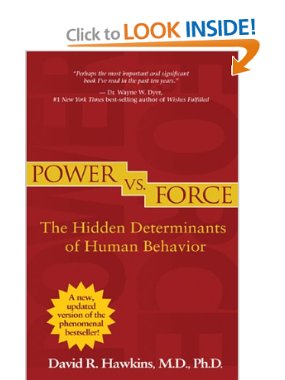 Click to LOOK INSIDE!
"Perhaps the most important and significant
book I've read in the past ten years."
— Dr. Wayne W. Dyer,
#1 New York Times best-selling author of Wishes Fulfilled
POWER VS. FORCE
The Hidden Determinants
of Human Behavior
A new,
updated
version of the
phenomenal
bestseller!
David R. Hawkins, M.D., Ph.D.